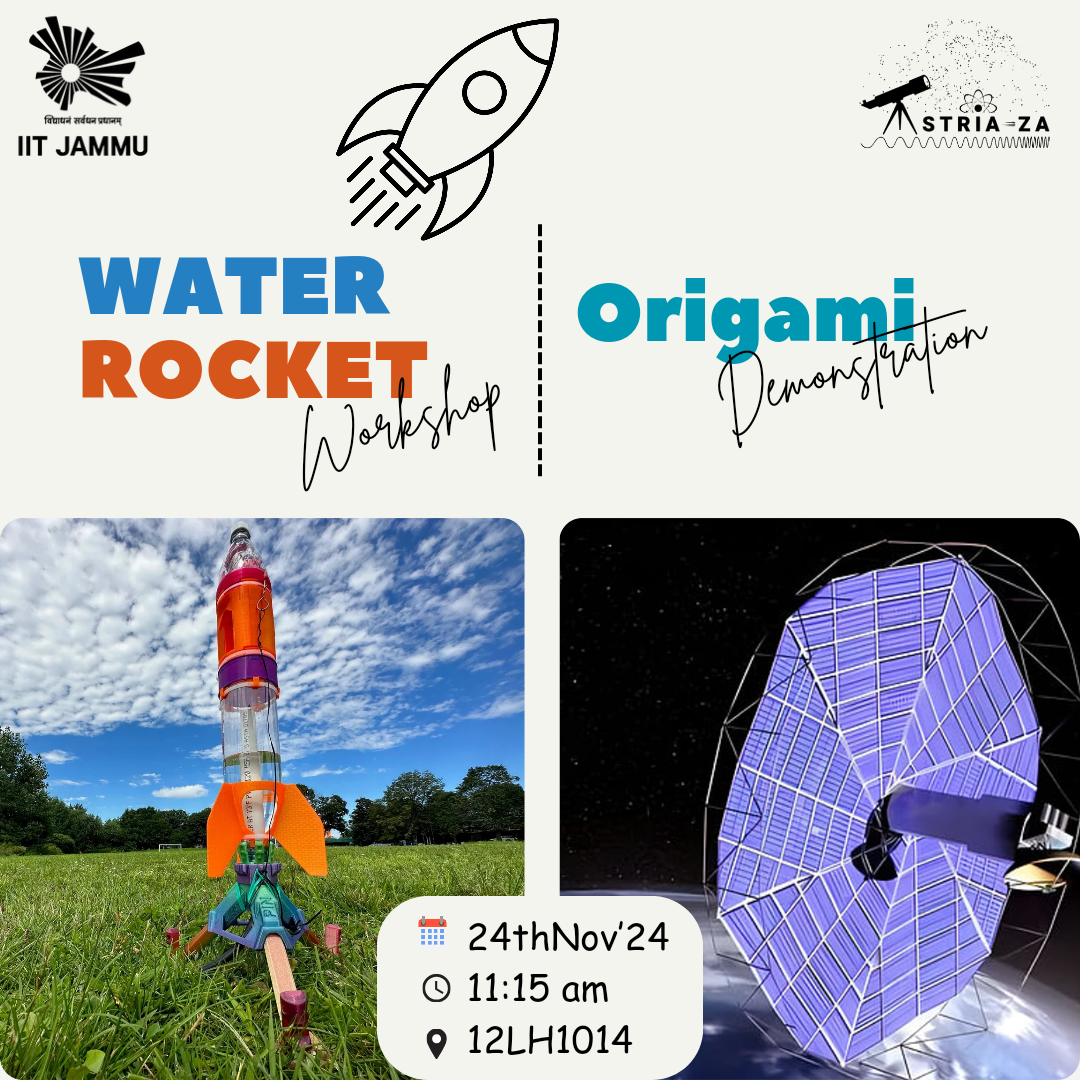 विद्याधनं सर्वधन प्रधानम्
IIT JAMMU
STRIA-ZA
WATER
ROCKET
Workshop
Origami
Demonstration
24thNov'24
11:15 am
12LH1014